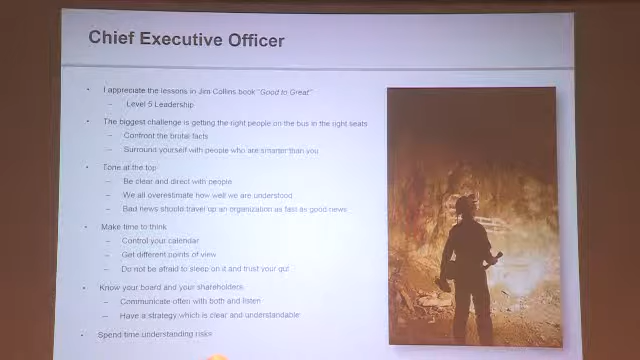 Chief Executive Officer
• I appreciate the lessons in Jim Collins book "Good to Great"
– Level 5 Leadership
• The biggest challenge is getting the right people on the bus in the right seats
– Confront the brutal facts
– Surround yourself with people who are smarter than you
• Tone at the top
– Be clear and direct with people
– We all overestimate how well we are understood
– Bad news should travel up an organization as fast as good news
• Make time to think
– Control your calendar
– Get different points of view
– Do not be afraid to sleep on it and trust your gut
• Know your board and your shareholders
– Communicate often with both and listen
– Have a strategy which is clear and understandable
• Spend time understanding risks